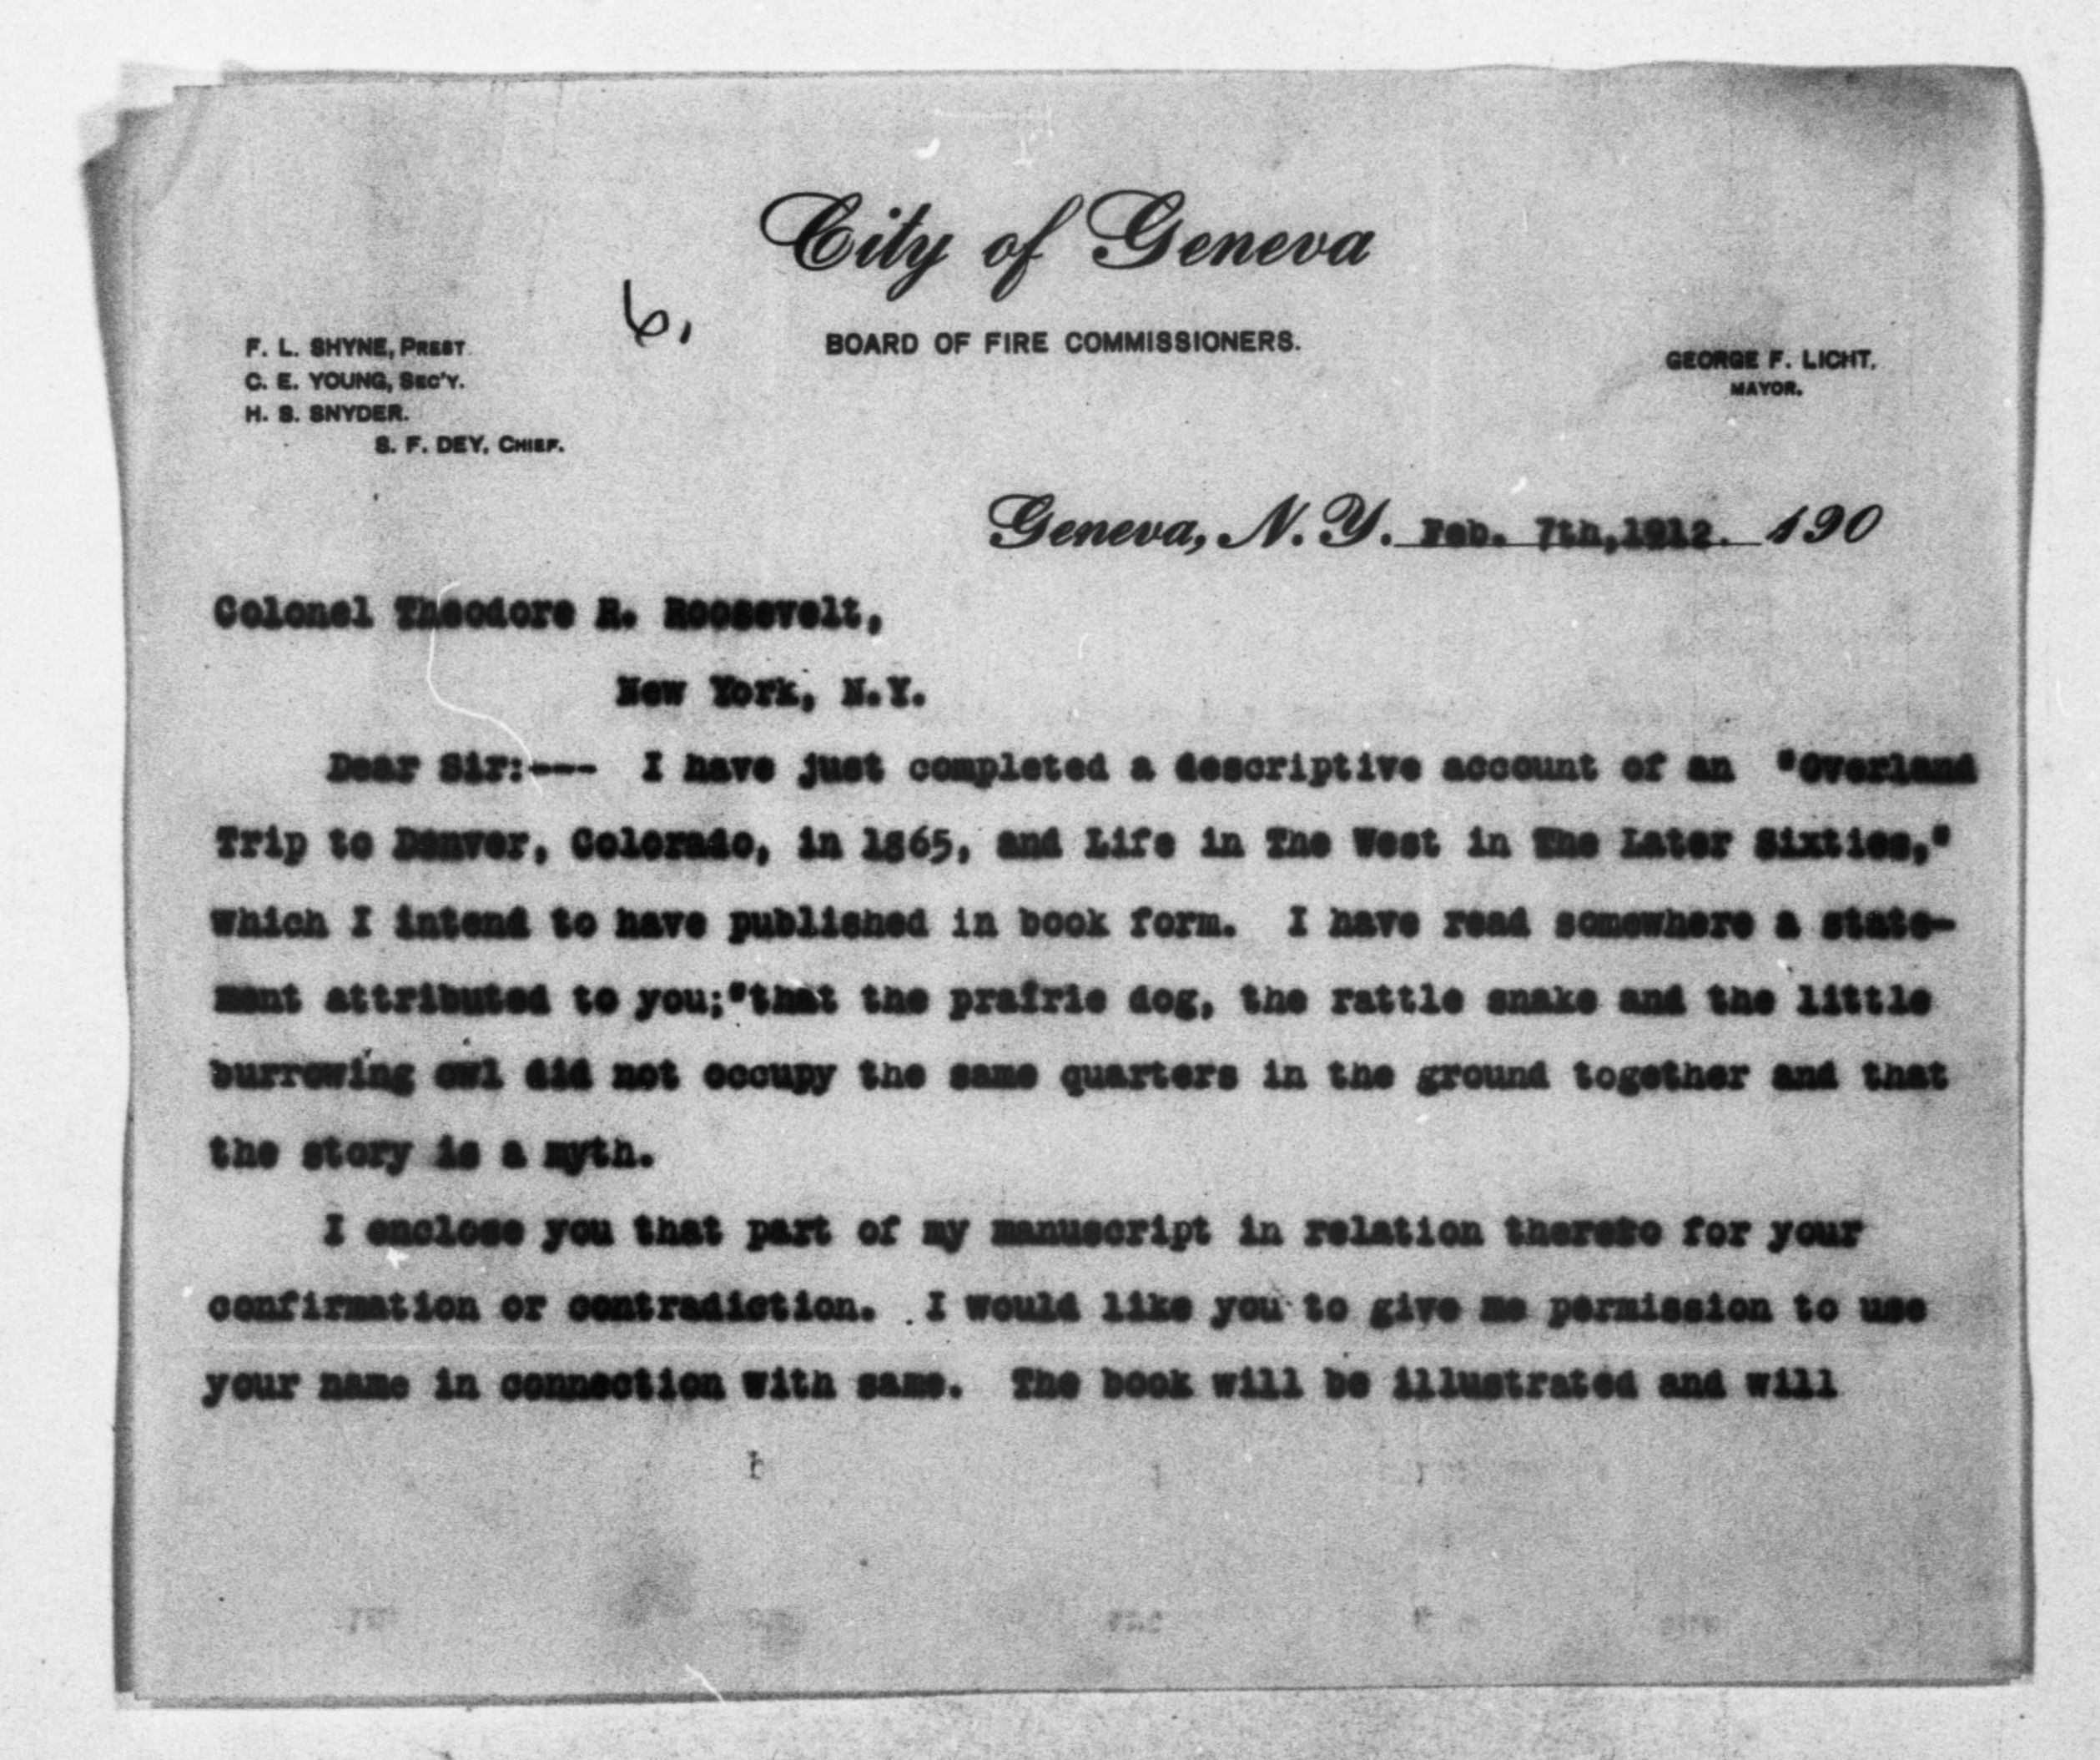 City of Geneva
6.
BOARD OF FIRE COMMISSIONERS.
F. L. SHYNE, PREST.
C. E. YOUNG, SEC'Y.
H. S. SNYDER.
S. F. DEY, CHIEF.
GEORGE F. LICHT,
MAYOR.
Geneva, N. Y. Feb. 7th, 1912. 190
Colonel Theodore R. Roosevelt,
New York, N.Y.
Dear Sir:--- I have just completed a descriptive account of an "Overland
Trip to Denver, Colorado, in 1865, and Life in The West in The Later Sixties,"
which I intend to have published in book form. I have read somewhere a state-
ment attributed to you;"that the prairie dog, the rattle snake and the little
burrowing owl did not occupy the same quarters in the ground together and that
the story is a myth.
I enclose you that part of my manuscript in relation thereto for your
confirmation or contradiction. I would like you to give me permission to use
your name in connection with same. The book will be illustrated and will